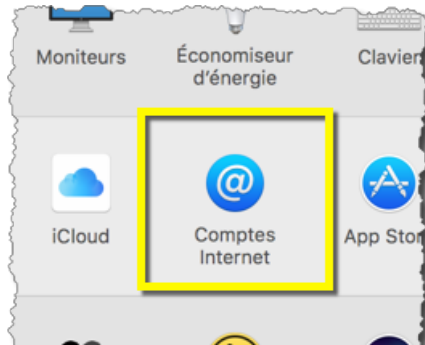 Moniteurs
Économiseur
d'énergie
Clavier
iCloud
@
Comptes
Internet
App Stor